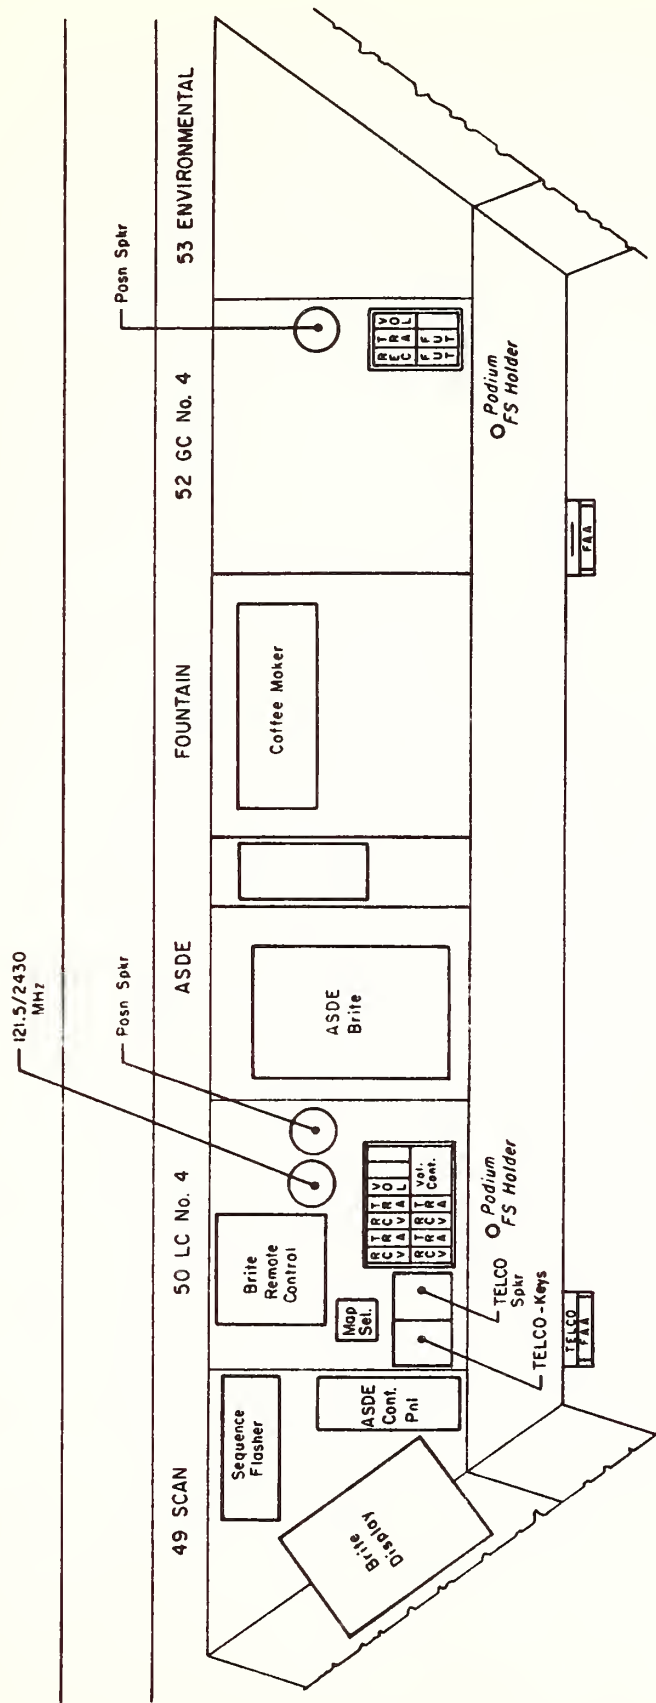 121.5/2430
MHz
Posn Spkr
Posn Spkr
49 SCAN
50 LC No. 4
ASDE
FOUNTAIN
52 GC No. 4
53 ENVIRONMENTAL
Sequence
Flasher
Brite
Remote
Control
ASDE
Brite
Coffee Moker
Brite
Display
ASDE
Cont.
Pnl
Map
Sel.
R T R T V
C R C R O
V A V A L
R T R T Vol.
C R C R Cont.
V A V A
R T V
E R O
C A L
F F
U U
T T
TELCO
Spkr
TELCO-Keys
Podium
FS Holder
Podium
FS Holder
TELCO
FAA
FAA